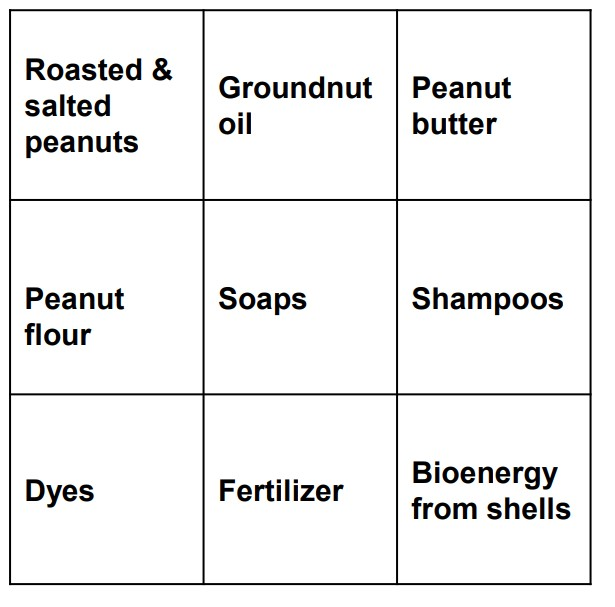 Roasted &
salted
peanuts
Groundnut
oil
Peanut
butter
Peanut
flour
Soaps
Shampoos
Dyes
Fertilizer
Bioenergy
from shells